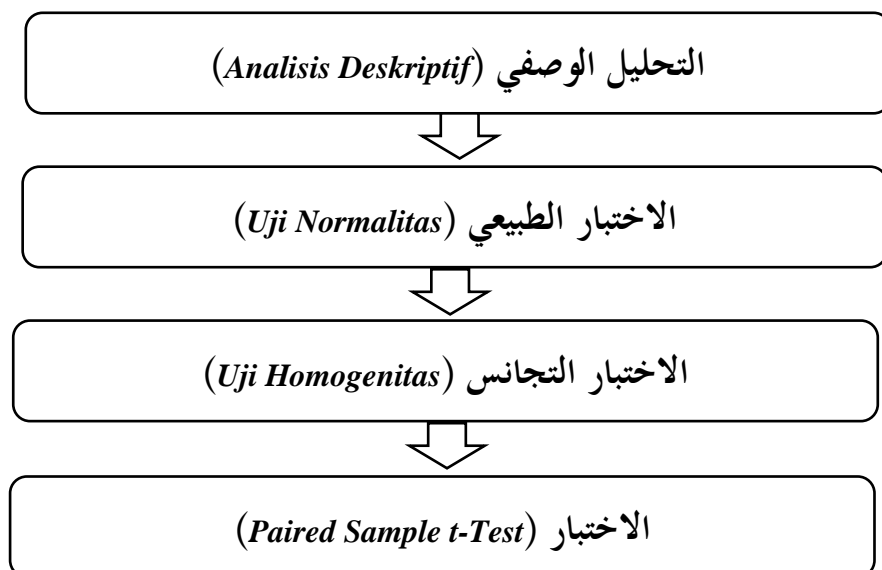 التحليل الوصفي (Analisis Deskriptif)
الاختبار الطبيعي (Uji Normalitas)
الاختبار التجانس (Uji Homogenitas)
الاختبار (Paired Sample t-Test)